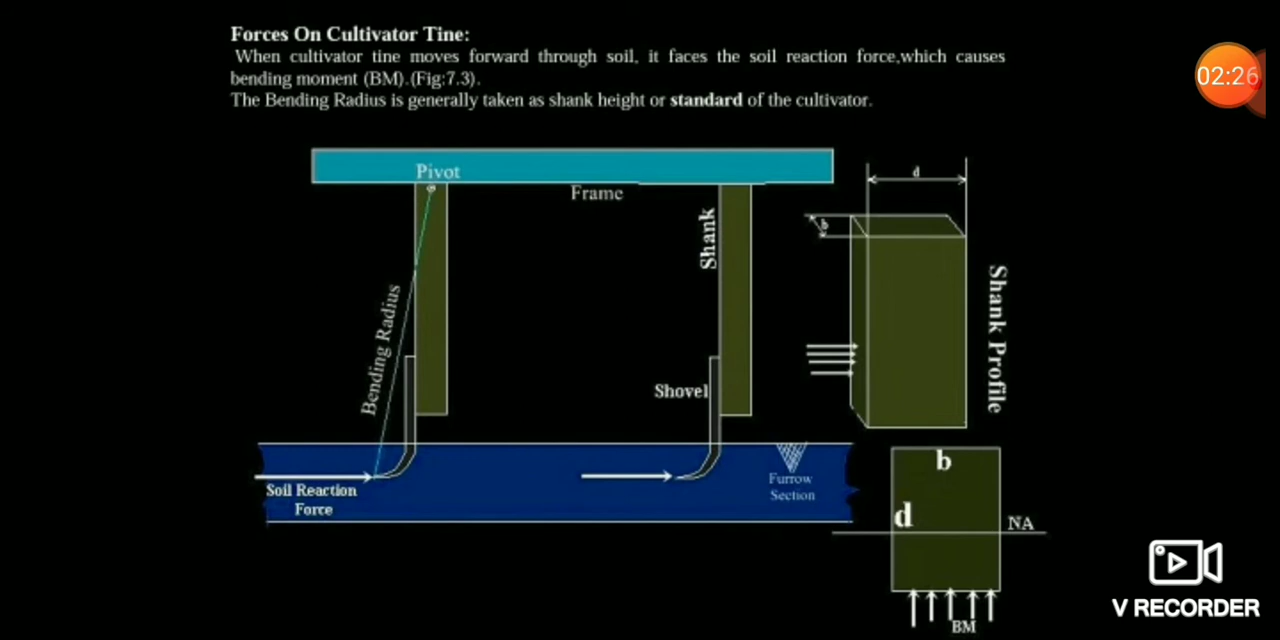 Forces On Cultivator Tine:
When cultivator tine moves forward through soil, it faces the soil reaction force,which causes
bending moment (BM).(Fig:7.3).
The Bending Radius is generally taken as shank height or standard of the cultivator.
02:26
Pivot
Frame
d
b
Shank
Bending Radius
Shank Profile
Shovel
Soil Reaction
Force
Furrow
Section
b
d
NA
BM
V RECORDER